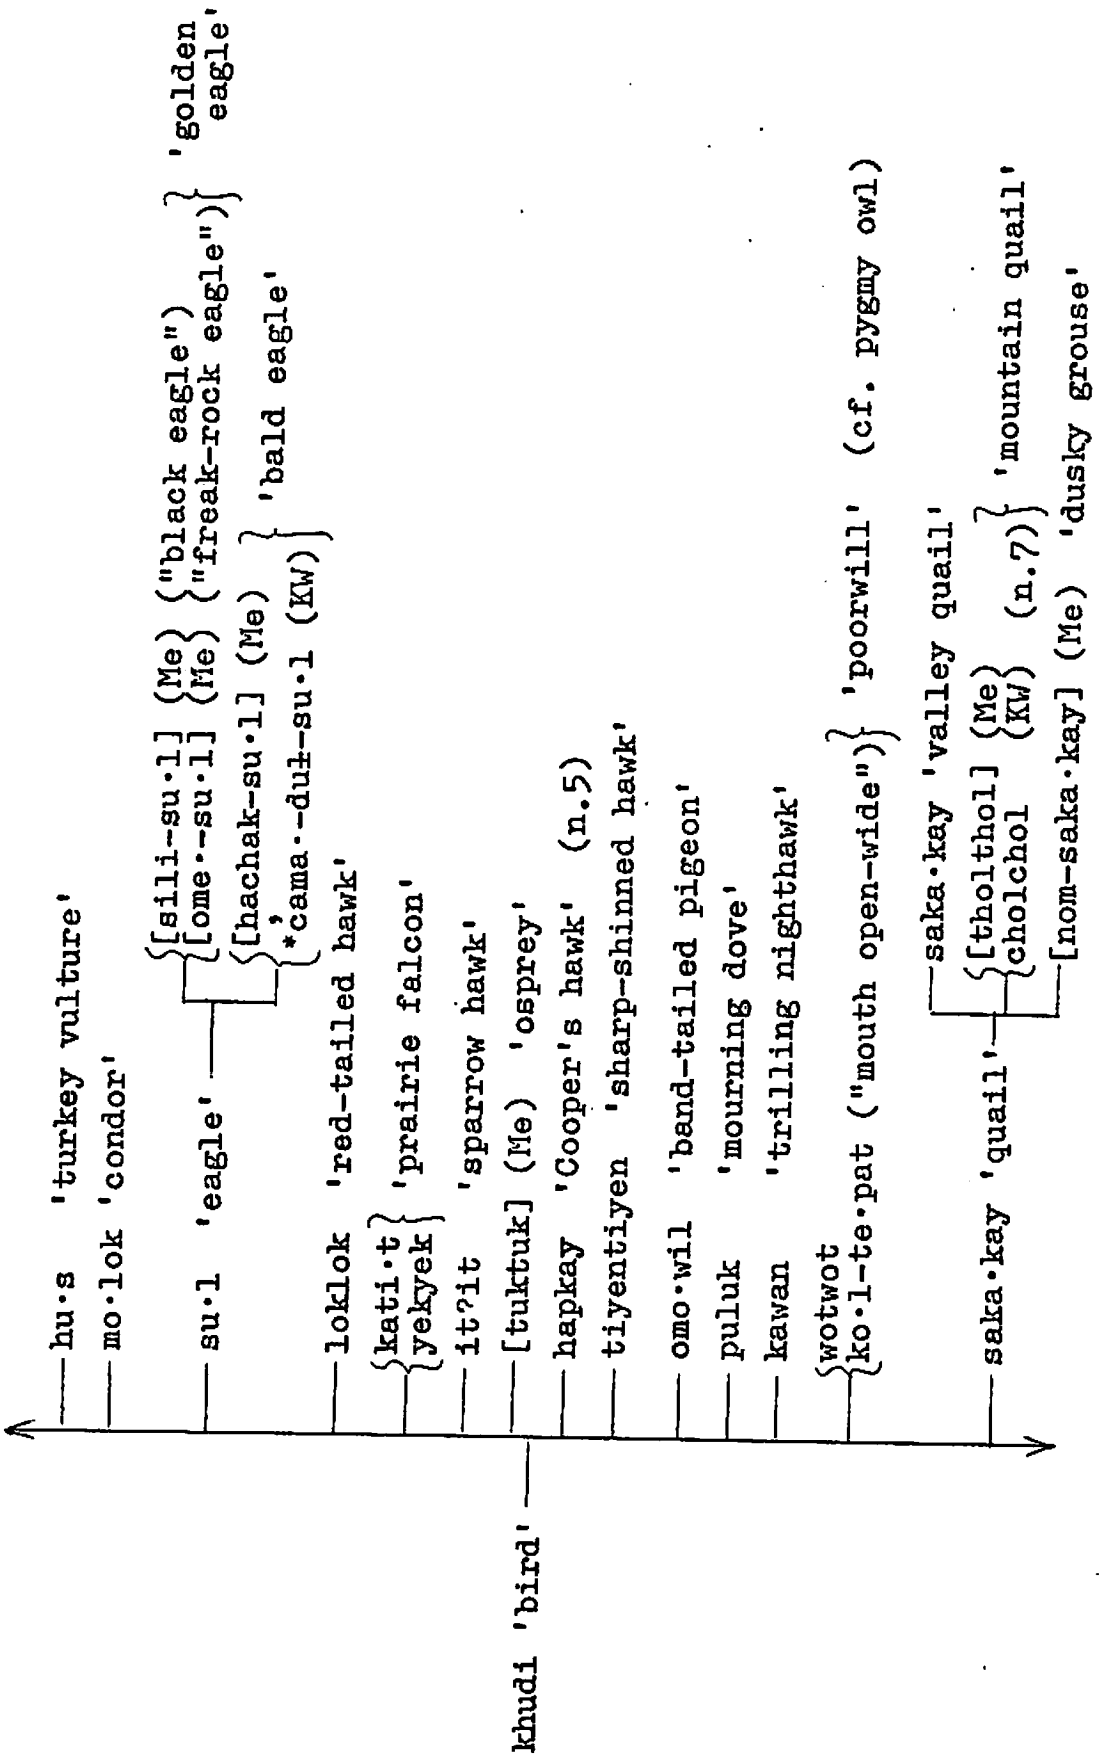 khudi 'bird'
hu·s 'turkey vulture'
mo·lok 'condor'
su·l 'eagle'
[sili-su·l] (Me) ("black eagle")
[ome·-su·l] (Me) ("freak-rock eagle")
'golden
eagle'
[hachak-su·l] (Me)
*c̓ama·-duɫ-su·l (KW)
'bald eagle'
loklok 'red-tailed hawk'
kati·t
yekyek
'prairie falcon'
it?it 'sparrow hawk'
[tuktuk] (Me) 'osprey'
hapkay 'Cooper's hawk' (n.5)
tiyentiyen 'sharp-shinned hawk'
omo·wil 'band-tailed pigeon'
puluk 'mourning dove'
kawan 'trilling nighthawk'
wotwot
ko·l-te·pat ("mouth open-wide")
'poorwill' (cf. pygmy owl)
saka·kay 'quail'
saka·kay 'valley quail'
[tholthol] (Me)
cholchol (KW) (n.7)
'mountain quail'
[nom-saka·kay] (Me) 'dusky grouse'